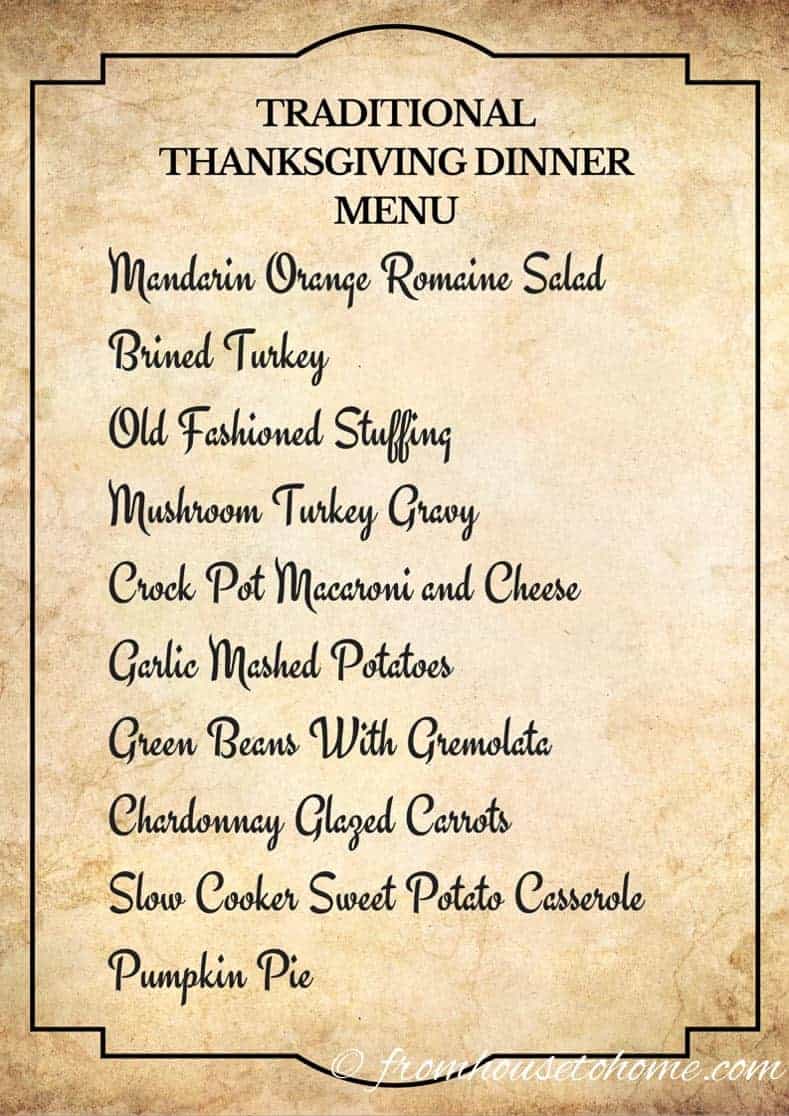 TRADITIONAL
THANKSGIVING DINNER
MENU
Mandarin Orange Romaine Salad
Brined Turkey
Old Fashioned Stuffing
Mushroom Turkey Gravy
Crock Pot Macaroni and Cheese
Garlic Mashed Potatoes
Green Beans With Gremolata
Chardonnay Glazed Carrots
Slow Cooker Sweet Potato Casserole
Pumpkin Pie
© fromhousetohome.com